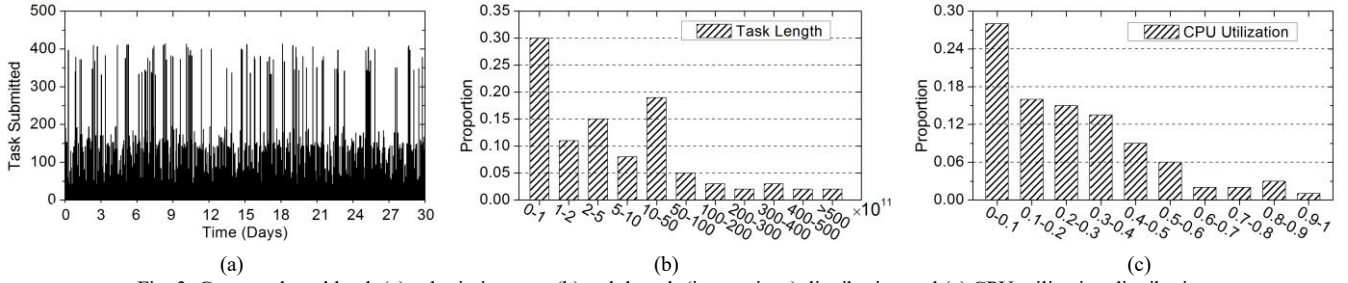 500
400
300
200
100
0
Task Submitted
0 3 6 9 12 15 18 21 24 27 30
Time (Days)
(a)
0.35
0.30
0.25
0.20
0.15
0.10
0.05
0.00
Proportion
Task Length
0-1 1-2 2-5 5-10 10-50 50-100 100-200 200-300 300-400 400-500 >500
×10^11
(b)
0.30
0.24
0.18
0.12
0.06
0.00
Proportion
CPU Utilization
0-0.1 0.1-0.2 0.2-0.3 0.3-0.4 0.4-0.5 0.5-0.6 0.6-0.7 0.7-0.8 0.8-0.9 0.9-1
(c)